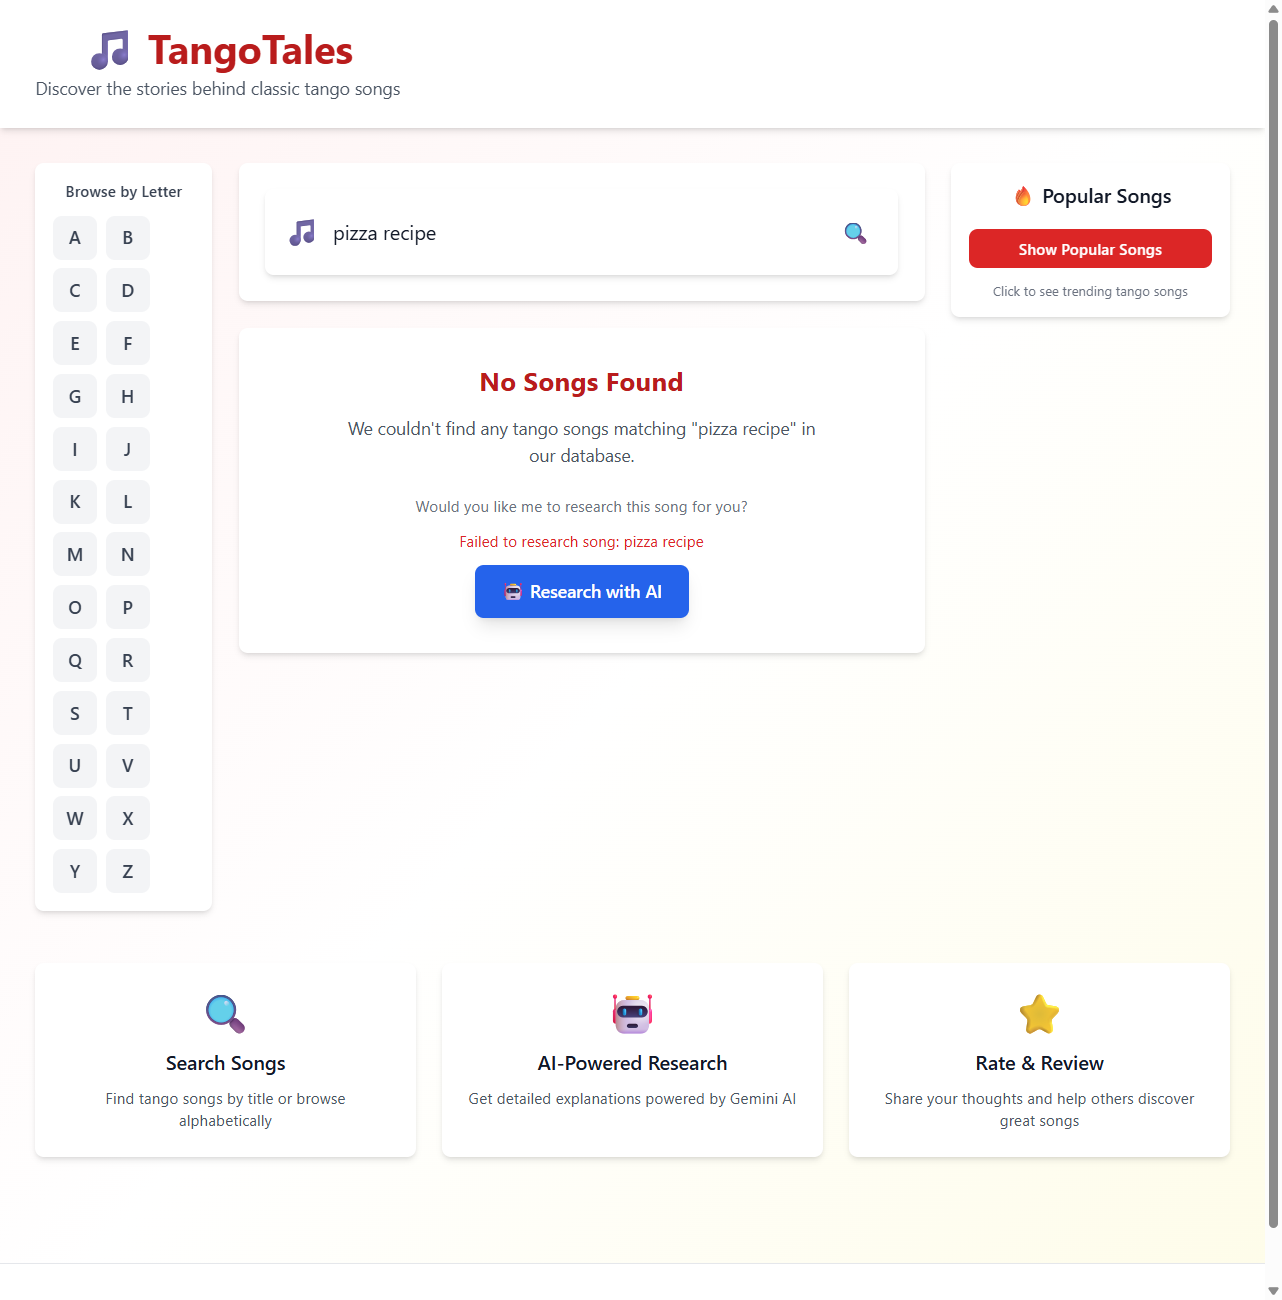 TangoTales
Discover the stories behind classic tango songs
Browse by Letter
A B
C D
E F
G H
I J
K L
M N
O P
Q R
S T
U V
W X
Y Z
pizza recipe
No Songs Found
We couldn't find any tango songs matching "pizza recipe" in
our database.
Would you like me to research this song for you?
Failed to research song: pizza recipe
Research with AI
Popular Songs
Show Popular Songs
Click to see trending tango songs
Search Songs
Find tango songs by title or browse
alphabetically
AI-Powered Research
Get detailed explanations powered by Gemini AI
Rate & Review
Share your thoughts and help others discover
great songs